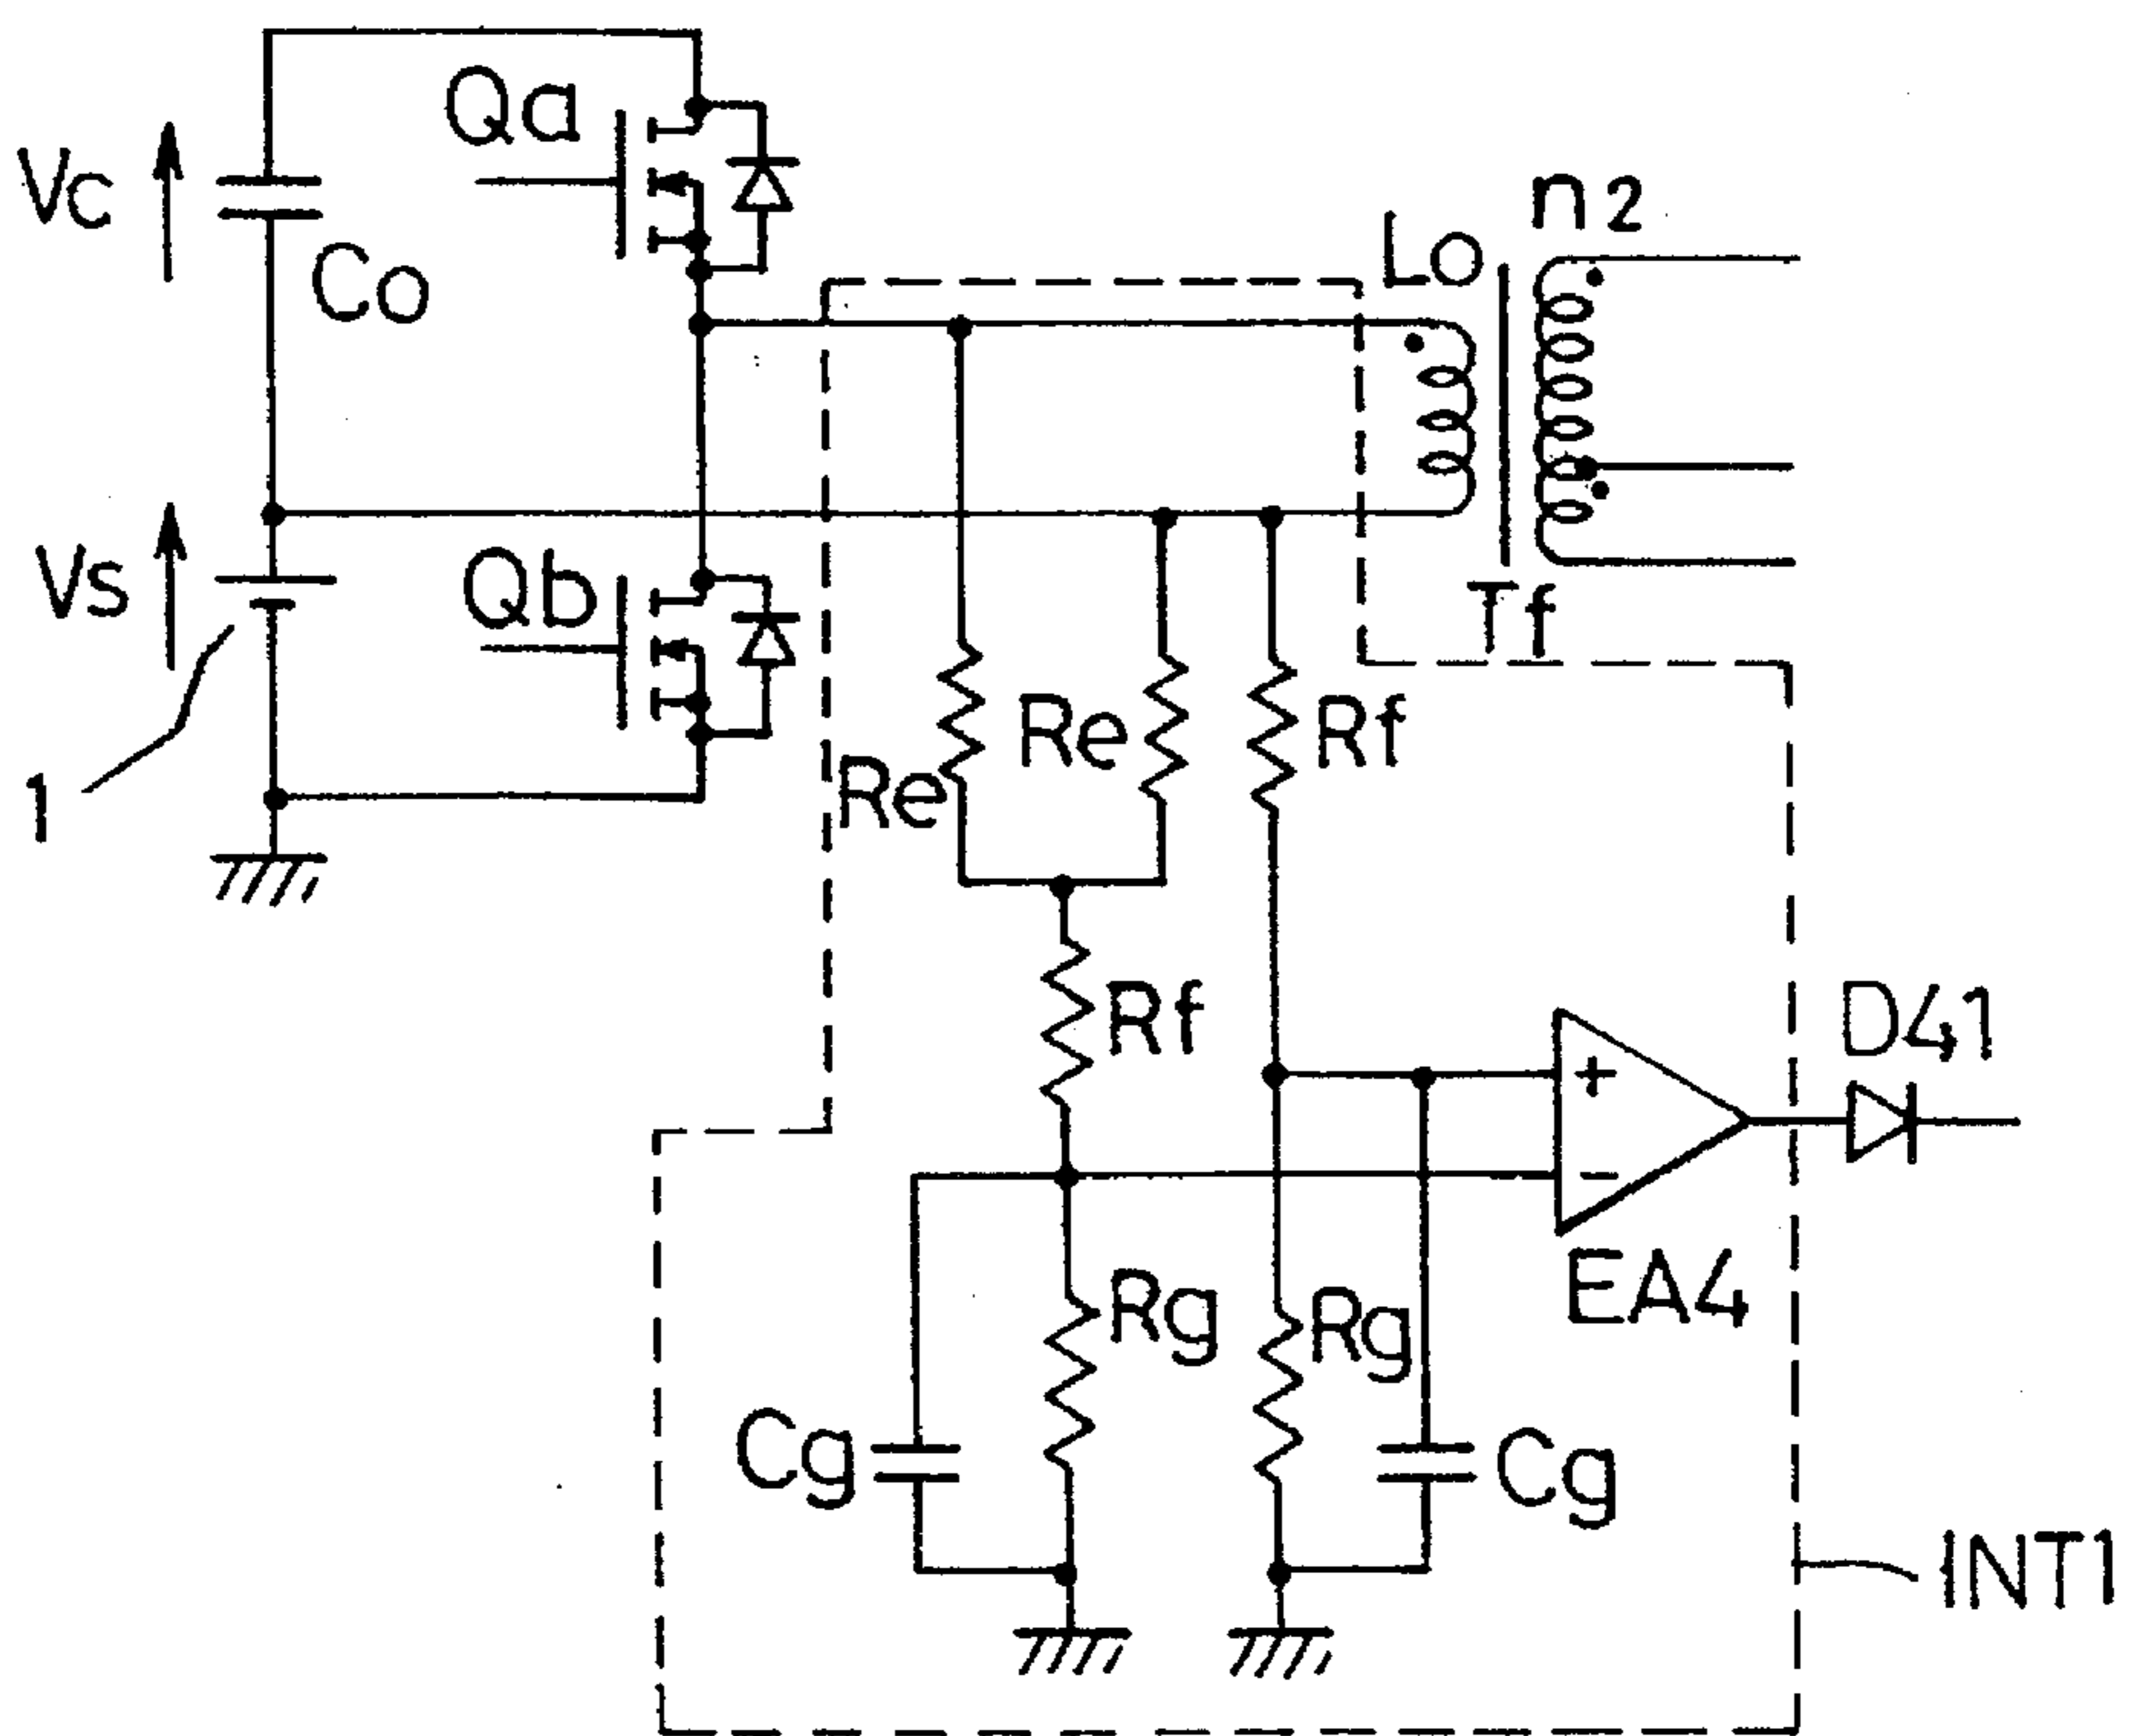 Qa
Vc
Co
Lo
n2
Vs
Qb
Tf
1
Re
Re
Rf
Rf
D41
+
-
EA4
Rg
Rg
Cg
Cg
INT1